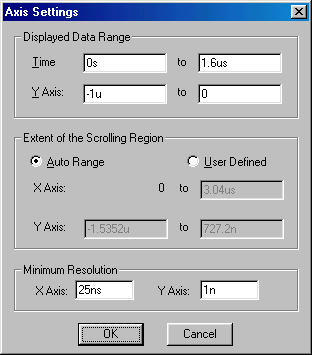 Axis Settings
Displayed Data Range
Time 0s to 1.6us
Y Axis: -1u to 0
Extent of the Scrolling Region
Auto Range User Defined
X Axis: 0 to 3.04us
Y Axis: -1.5352u to 727.2n
Minimum Resolution
X Axis: 25ns Y Axis: 1n
OK Cancel